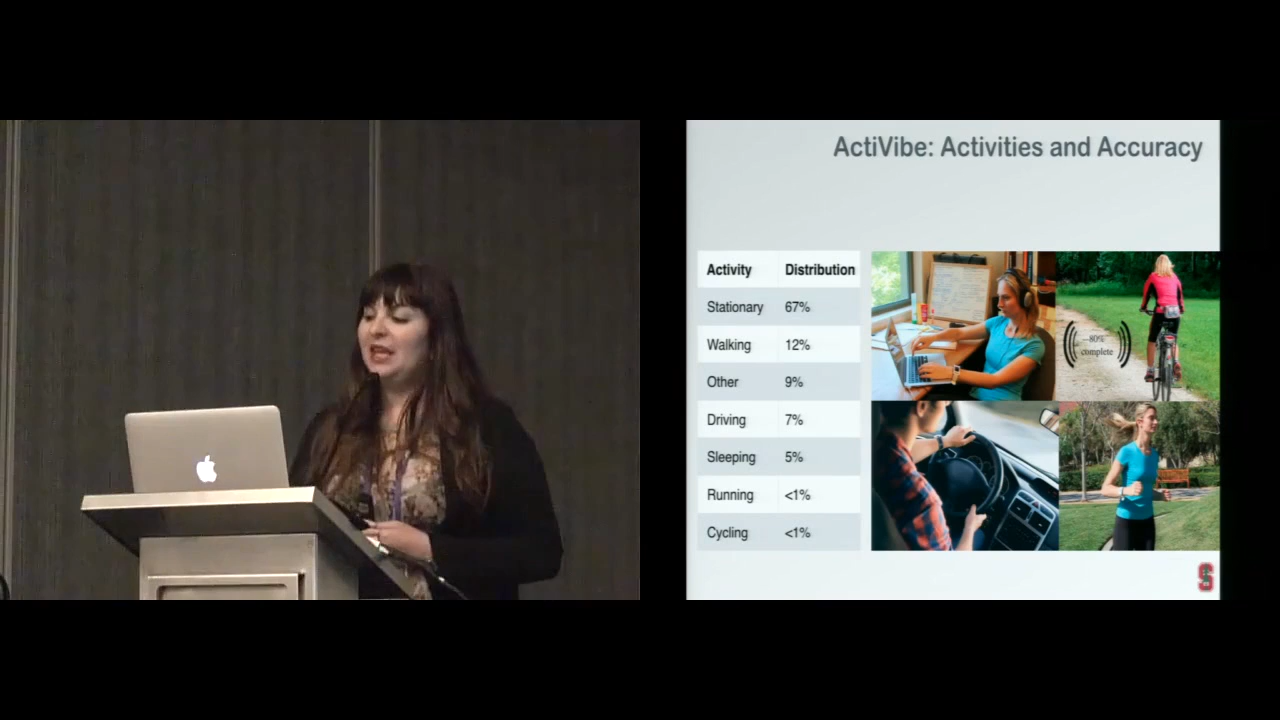 ActiVibe: Activities and Accuracy
Activity Distribution
Stationary 67%
Walking 12%
Other 9%
Driving 7%
Sleeping 5%
Running <1%
Cycling <1%
~80%
complete
S